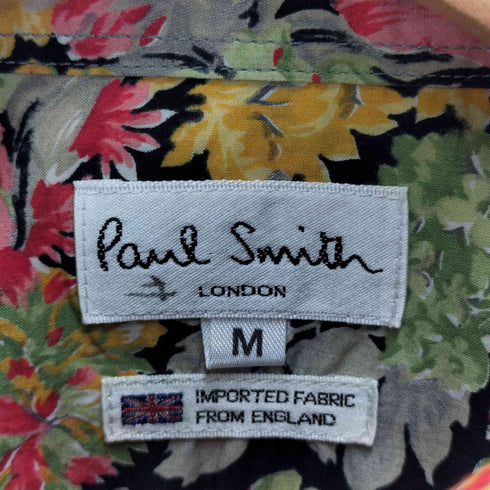 Paul Smith
LONDON
M
IMPORTED FABRIC
FROM ENGLAND